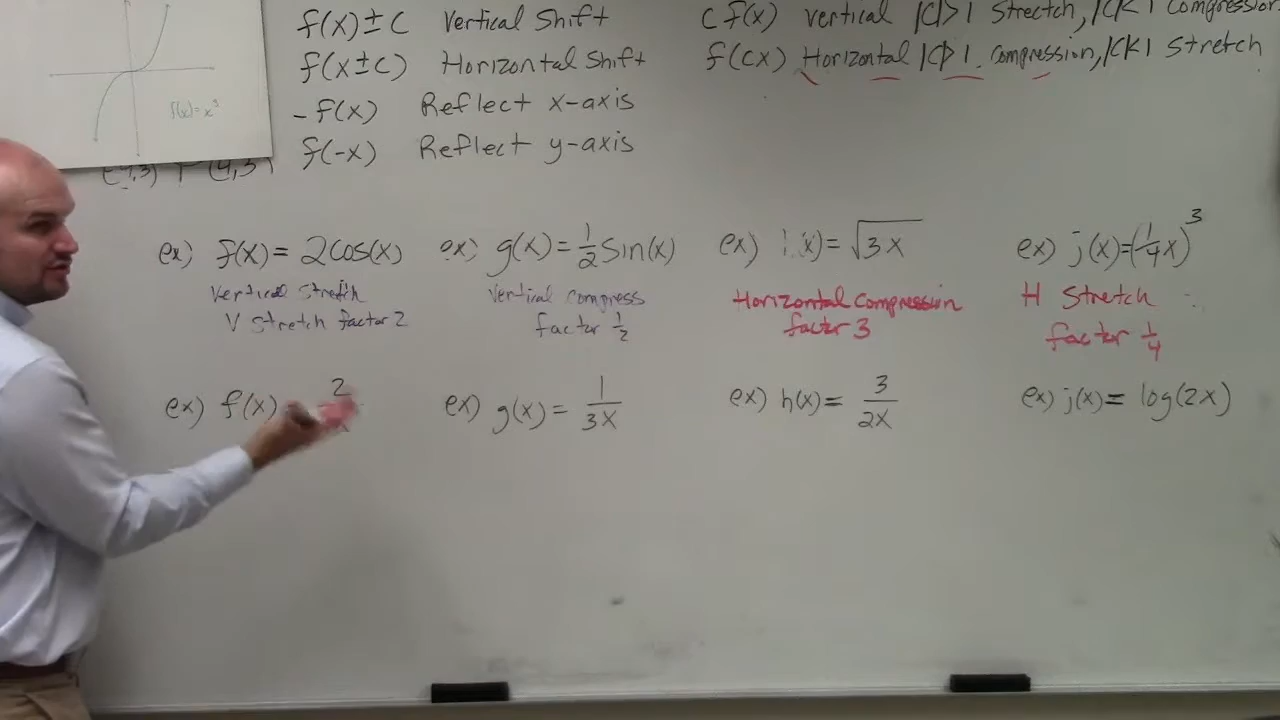 f(x) = x³
f(x) ± c Vertical Shift
f(x±c) Horizontal Shift
-f(x) Reflect x-axis
f(-x) Reflect y-axis
c f(x) vertical |c|>1 Stretch, |c|<1 Compression
f(cx) Horizontal |c|>1 compression, |c|<1 Stretch
ex) f(x) = 2cos(x)
Vertical Stretch
V Stretch factor 2
ex) g(x) = 1/2 Sin(x)
Vertical compress
factor 1/2
ex) (x) = √3x
Horizontal Compression
factor 3
ex) j(x) = (1/4 x)³
H Stretch
factor 1/4
ex) f(x) 2
ex) g(x) = 1/3x
ex) h(x) = 3/2x
ex) j(x) = log(2x)